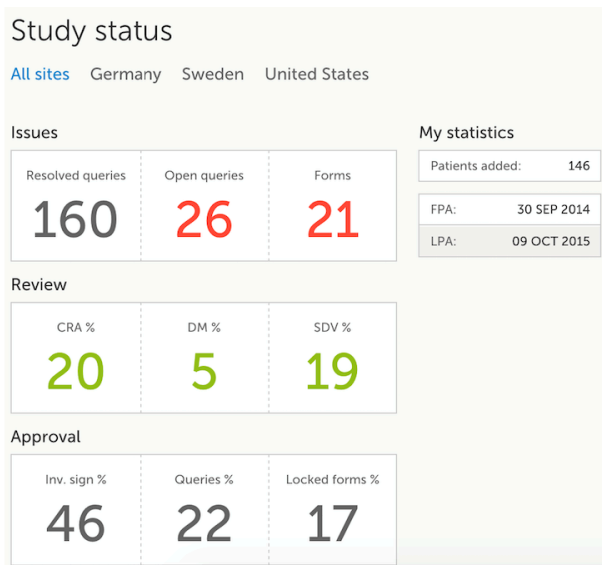 Study status
All sites Germany Sweden United States
Issues
Resolved queries Open queries Forms
160 26 21
Review
CRA % DM % SDV %
20 5 19
Approval
Inv. sign % Queries % Locked forms %
46 22 17
My statistics
Patients added: 146
FPA: 30 SEP 2014
LPA: 09 OCT 2015